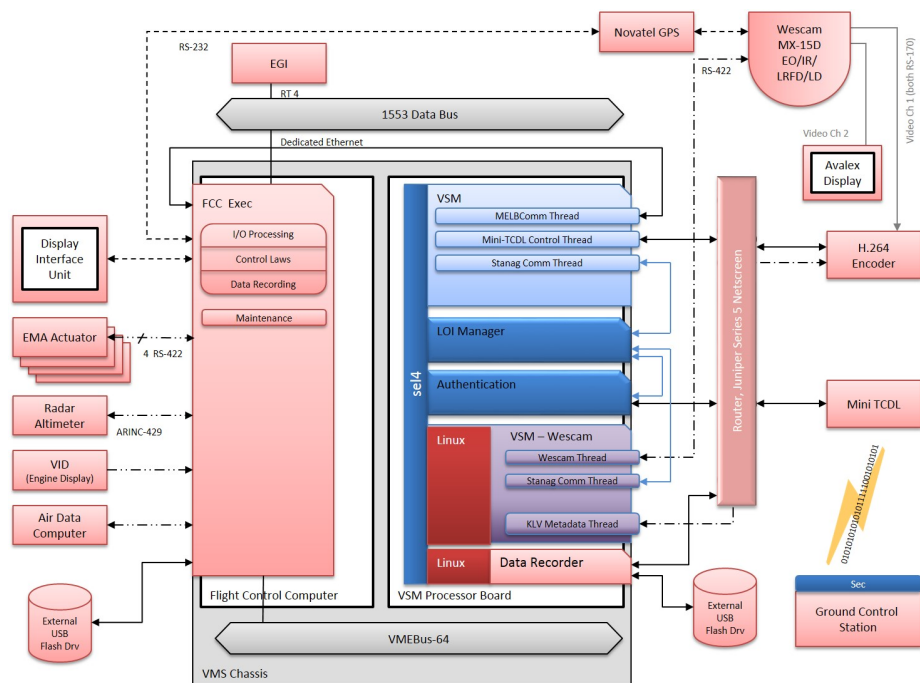 Novatel GPS
Wescam
MX-15D
EO/IR/
LRFD/LD
RS-232
EGI
RS-422
RT 4
Video Ch 1 (both RS-170)
1553 Data Bus
Video Ch 2
Dedicated Ethernet
Avalex
Display
FCC Exec
VSM
MELBComm Thread
I/O Processing
Mini-TCDL Control Thread
Display
Interface
Unit
Control Laws
Stanag Comm Thread
H.264
Encoder
Data Recording
Maintenance
EMA Actuator
4 RS-422
LOI Manager
sel4
Authentication
Router, Juniper Series 5 Netscreen
Mini TCDL
Radar
Altimeter
ARINC-429
Linux
VSM – Wescam
Wescam Thread
VID
(Engine Display)
Stanag Comm Thread
Air Data
Computer
KLV Metadata Thread
010101010101011111001010101
Linux
Data Recorder
Sec
Ground Control
Station
Flight Control Computer
VSM Processor Board
External
USB
Flash Drv
External
USB
Flash Drv
VMEBus-64
VMS Chassis